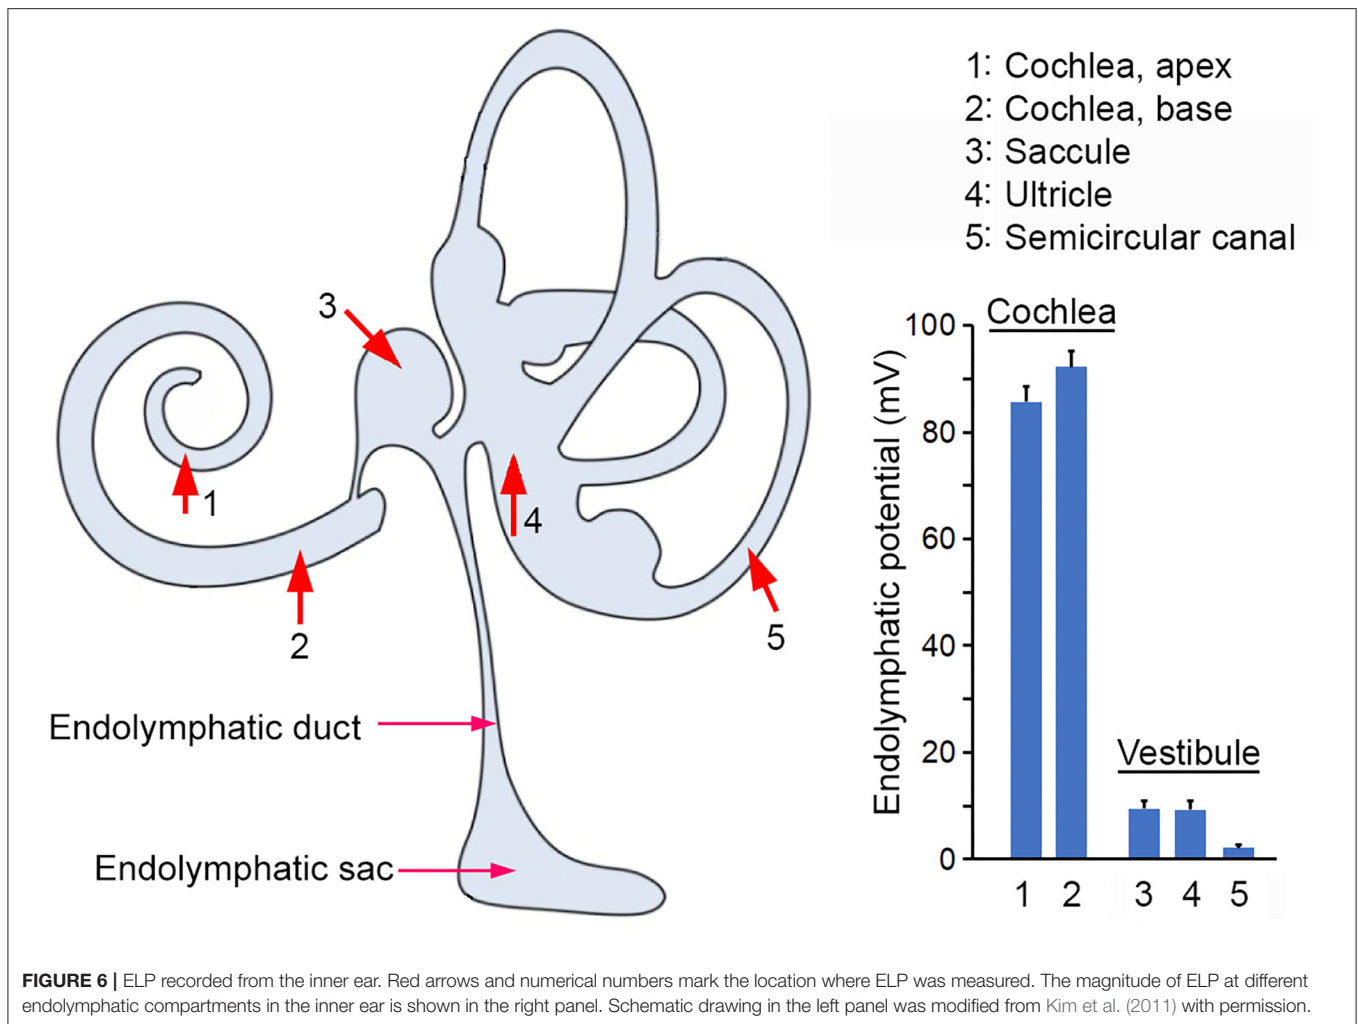 1: Cochlea, apex
2: Cochlea, base
3: Saccule
4: Ultricle
5: Semicircular canal
3
1
4
2
5
Endolymphatic duct
Endolymphatic sac
Endolymphatic potential (mV)
100
80
60
40
20
0
Cochlea
Vestibule
1 2 3 4 5
FIGURE 6 | ELP recorded from the inner ear. Red arrows and numerical numbers mark the location where ELP was measured. The magnitude of ELP at different
endolymphatic compartments in the inner ear is shown in the right panel. Schematic drawing in the left panel was modified from Kim et al. (2011) with permission.